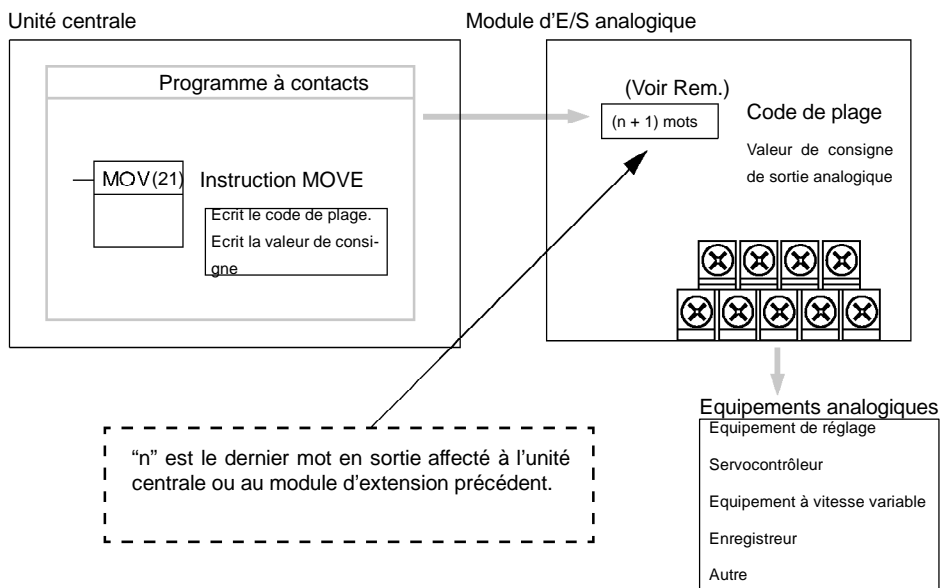 Unité centrale
Module d'E/S analogique
Programme à contacts
MOV(21)
Instruction MOVE
Ecrit le code de plage.
Ecrit la valeur de consi-
gne
(Voir Rem.)
(n + 1) mots
Code de plage
Valeur de consigne
de sortie analogique
“n” est le dernier mot en sortie affecté à l’unité
centrale ou au module d’extension précédent.
Equipements analogiques
Equipement de réglage
Servocontrôleur
Equipement à vitesse variable
Enregistreur
Autre